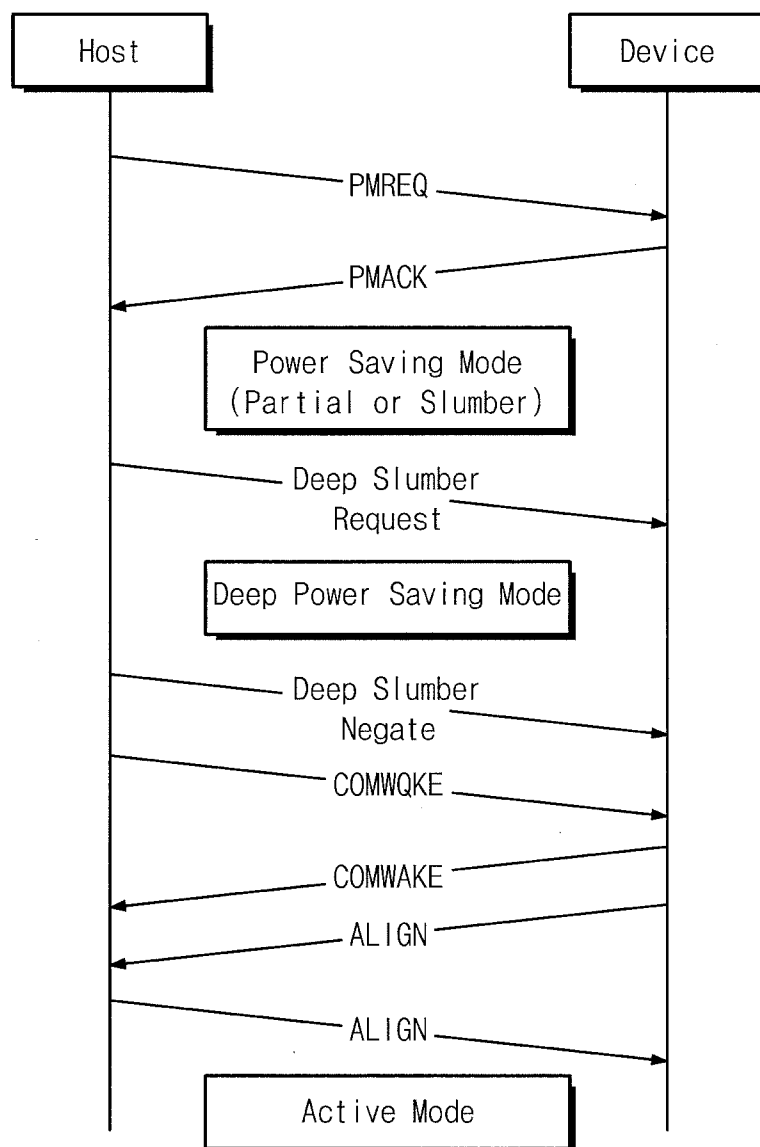 Host
Device
PMREQ
PMACK
Power Saving Mode
(Partial or Slumber)
Deep Slumber
Request
Deep Power Saving Mode
Deep Slumber
Negate
COMWQKE
COMWAKE
ALIGN
ALIGN
Active Mode